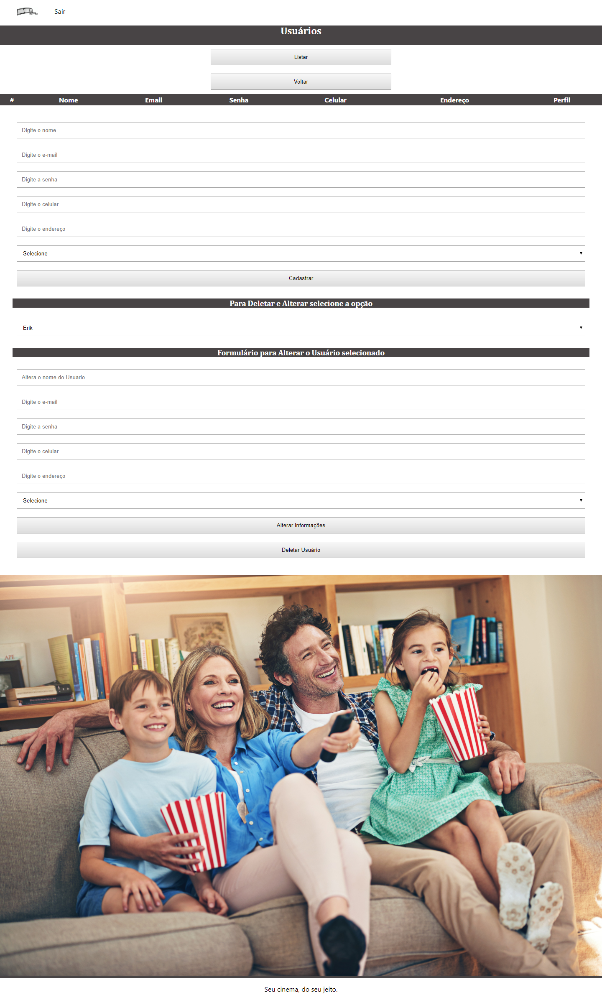 Sair
Usuários
Listar
Voltar
# Nome Email Senha Celular Endereço Perfil
Digite o nome
Digite o e-mail
Digite a senha
Digite o celular
Digite o endereço
Selecione
Cadastrar
Para Deletar e Alterar selecione a opção
Erik
Formulário para Alterar o Usuário selecionado
Altera o nome do Usuario
Digite o e-mail
Digite a senha
Digite o celular
Digite o endereço
Selecione
Alterar Informações
Deletar Usuário
APE
Seu cinema, do seu jeito.